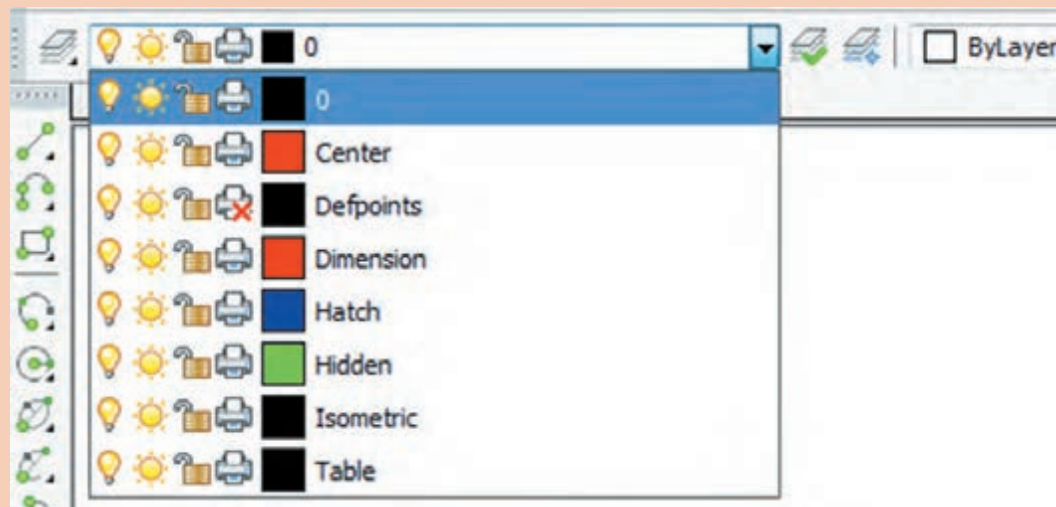 0
ByLayer
0
Center
Defpoints
Dimension
Hatch
Hidden
Isometric
Table